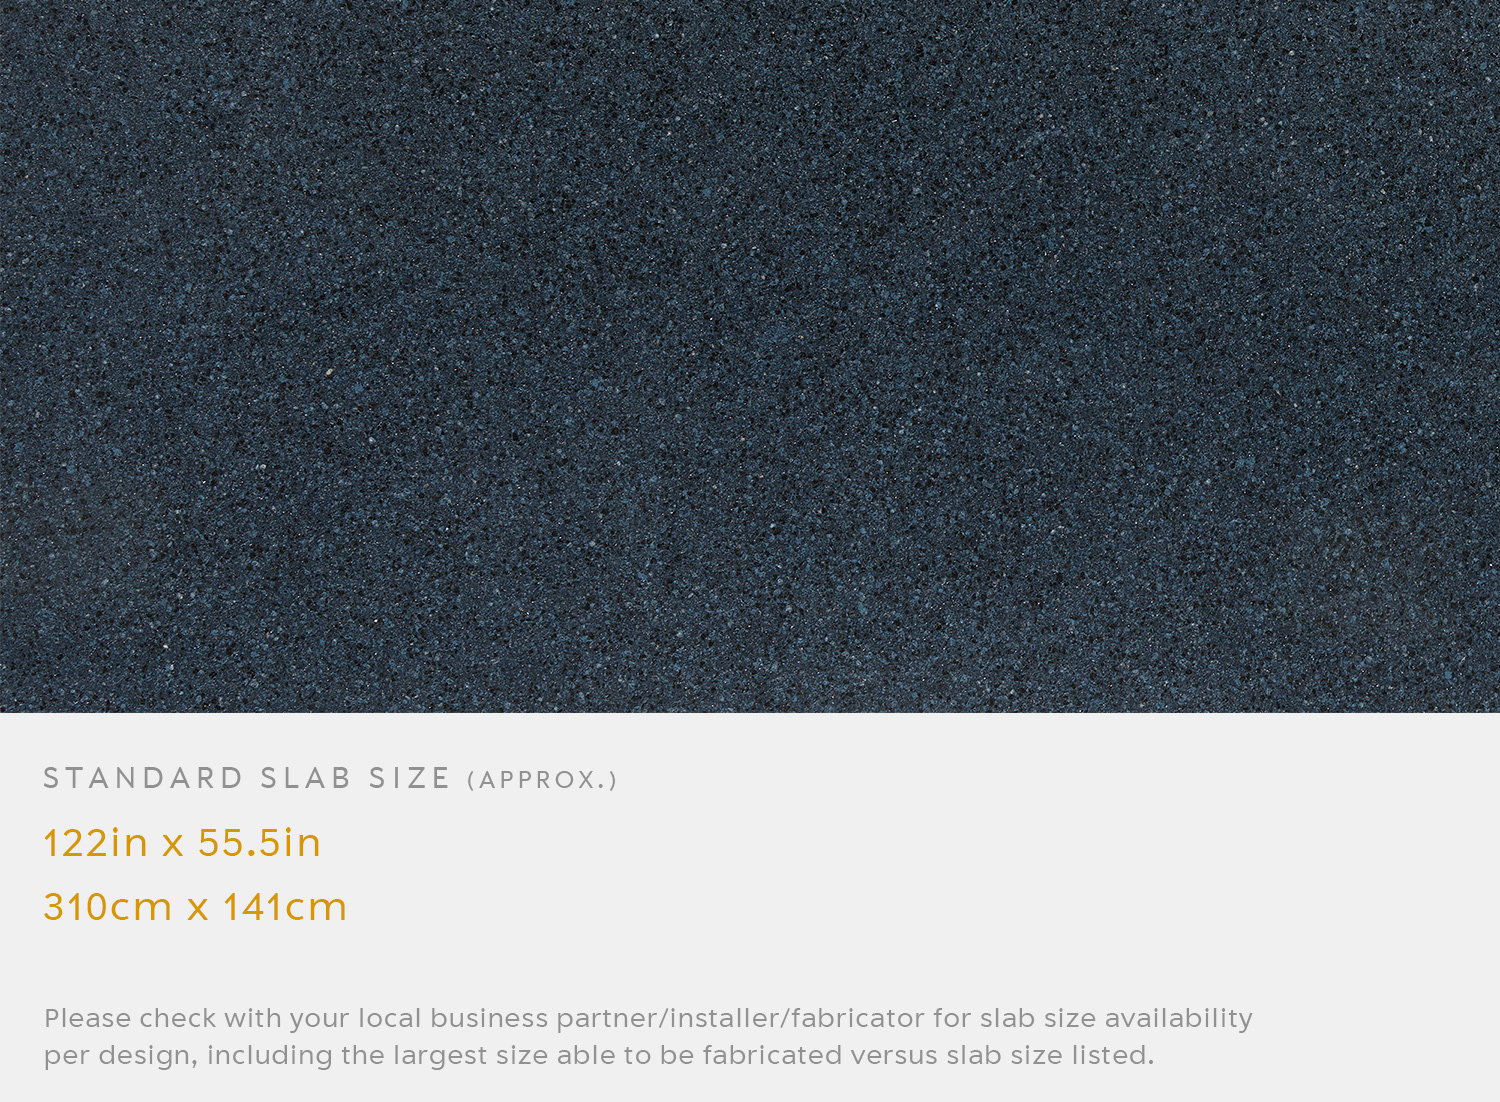 STANDARD SLAB SIZE (APPROX.)
122in x 55.5in
310cm x 141cm
Please check with your local business partner/installer/fabricator for slab size availability
per design, including the largest size able to be fabricated versus slab size listed.